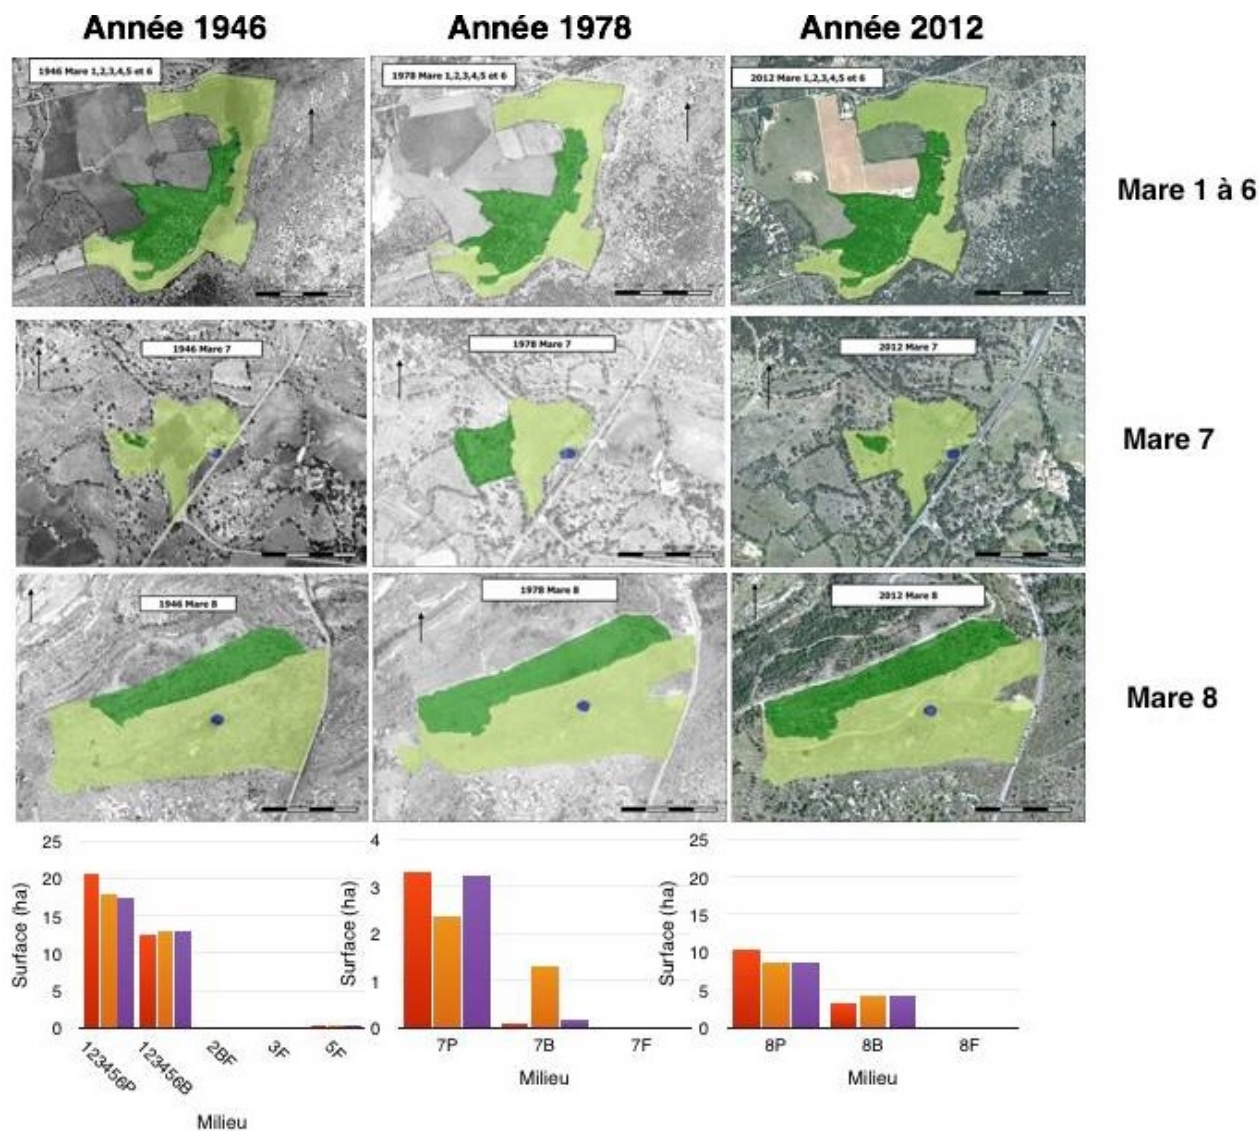 Année 1946
Année 1978
Année 2012
1946 Mare 1,2,3,4,5 et 6
1978 Mare 1,2,3,4,5 et 6
2012 Mare 1,2,3,4,5 et 6
Mare 1 à 6
1946 Mare 7
1978 Mare 7
2012 Mare 7
Mare 7
1946 Mare 8
1978 Mare 8
2012 Mare 8
Mare 8
Surface (ha)
25
20
15
10
5
0
123456P
123456B
2BF
3F
5F
Milieu
Surface (ha)
4
3
2
1
0
7P
7B
7F
Milieu
Surface (ha)
25
20
15
10
5
0
8P
8B
8F
Milieu